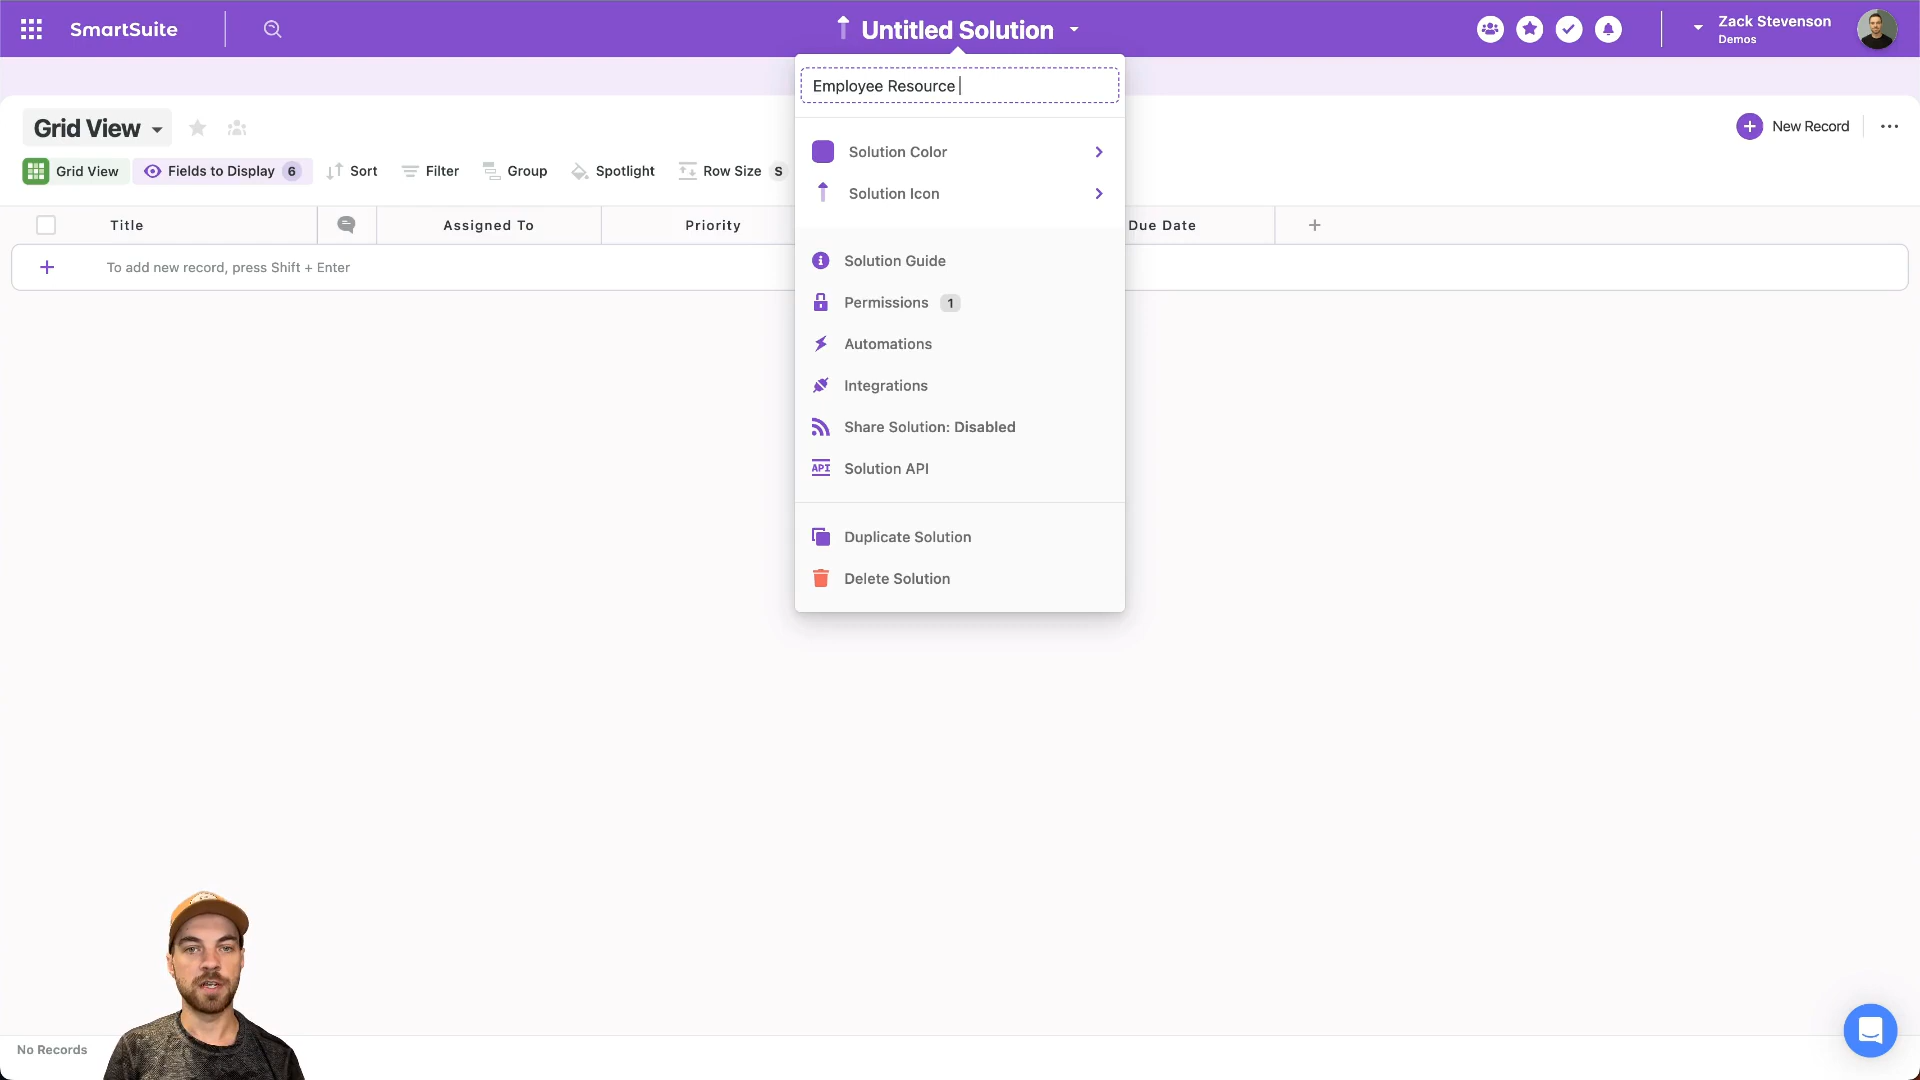 SmartSuite
Untitled Solution
Zack Stevenson
Demos
Employee Resource
Grid View
New Record
Grid View
Fields to Display 6
Sort
Filter
Group
Spotlight
Row Size S
Solution Color
Solution Icon
Title
Assigned To
Priority
Due Date
To add new record, press Shift + Enter
Solution Guide
Permissions 1
Automations
Integrations
Share Solution: Disabled
API Solution API
Duplicate Solution
Delete Solution
No Records